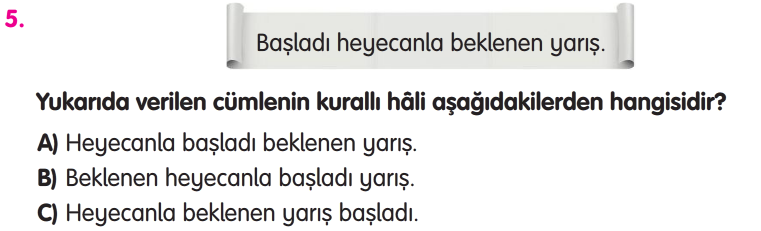 5.
Başladı heyecanla beklenen yarış.
Yukarıda verilen cümlenin kurallı hâli aşağıdakilerden hangisidir?
A) Heyecanla başladı beklenen yarış.
B) Beklenen heyecanla başladı yarış.
C) Heyecanla beklenen yarış başladı.